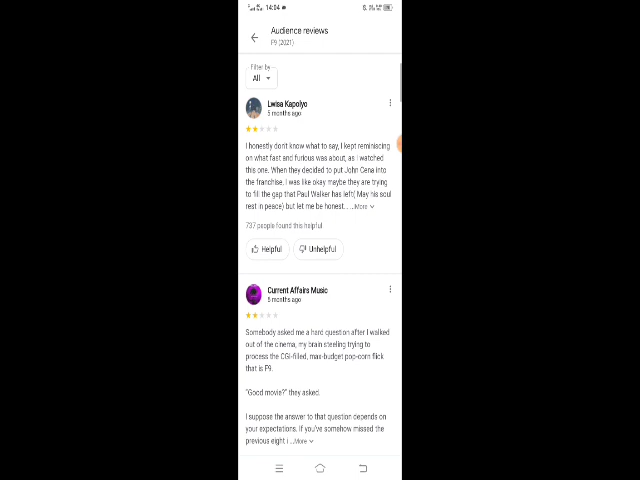 14:04
Audience reviews
F9 (2021)
Filter by
All
Lwisa Kapolyo
5 months ago
I honestly don't know what to say, I kept reminiscing
on what fast and furious was about, as I watched
this one. When they decided to put John Cena into
the franchise, I was like okay maybe they are trying
to fill the gap that Paul Walker has left( May his soul
rest in peace) but let me be honest... ...More
737 people found this helpful
Helpful
Unhelpful
Current Affairs Music
5 months ago
Somebody asked me a hard question after I walked
out of the cinema, my brain steeling trying to
process the CGI-filled, max-budget pop-corn flick
that is F9.
"Good movie?" they asked.
I suppose the answer to that question depends on
your expectations. If you've somehow missed the
previous eight i ...More